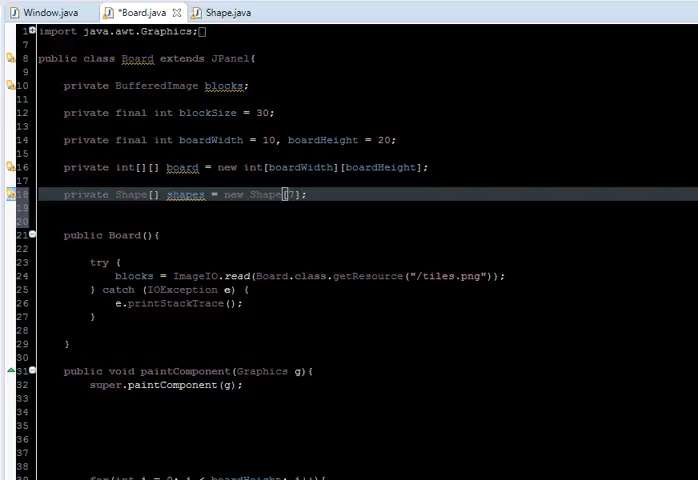 Window.java *Board.java Shape.java
1 import java.awt.Graphics;
7
8 public class Board extends JPanel{
9
10 private BufferedImage blocks;
11
12 private final int blockSize = 30;
13
14 private final int boardWidth = 10, boardHeight = 20;
15
16 private int[][] board = new int[boardWidth][boardHeight];
17
18 private Shape[] shapes = new Shape[7];
19
20
21 public Board(){
22
23 try {
24 blocks = ImageIO.read(Board.class.getResource("/tiles.png"));
25 } catch (IOException e) {
26 e.printStackTrace();
27 }
28
29 }
30
31 public void paintComponent(Graphics g){
32 super.paintComponent(g);
33
34
35
36
37
38
39 for(int i = 0; i < boardHeight; i++){